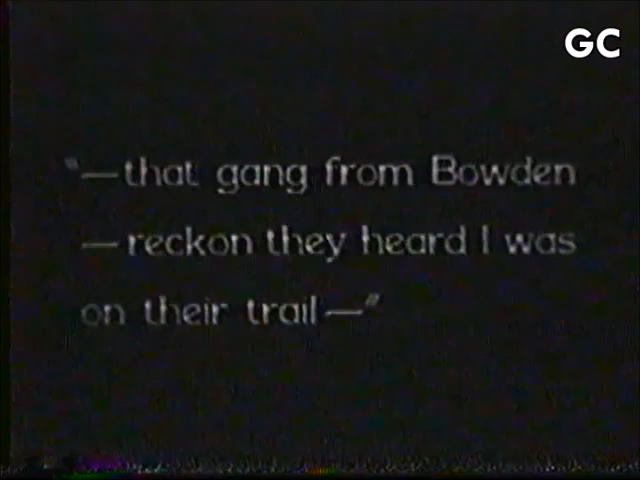 GC
"—that gang from Bowden
—reckon they heard I was
on their trail—"